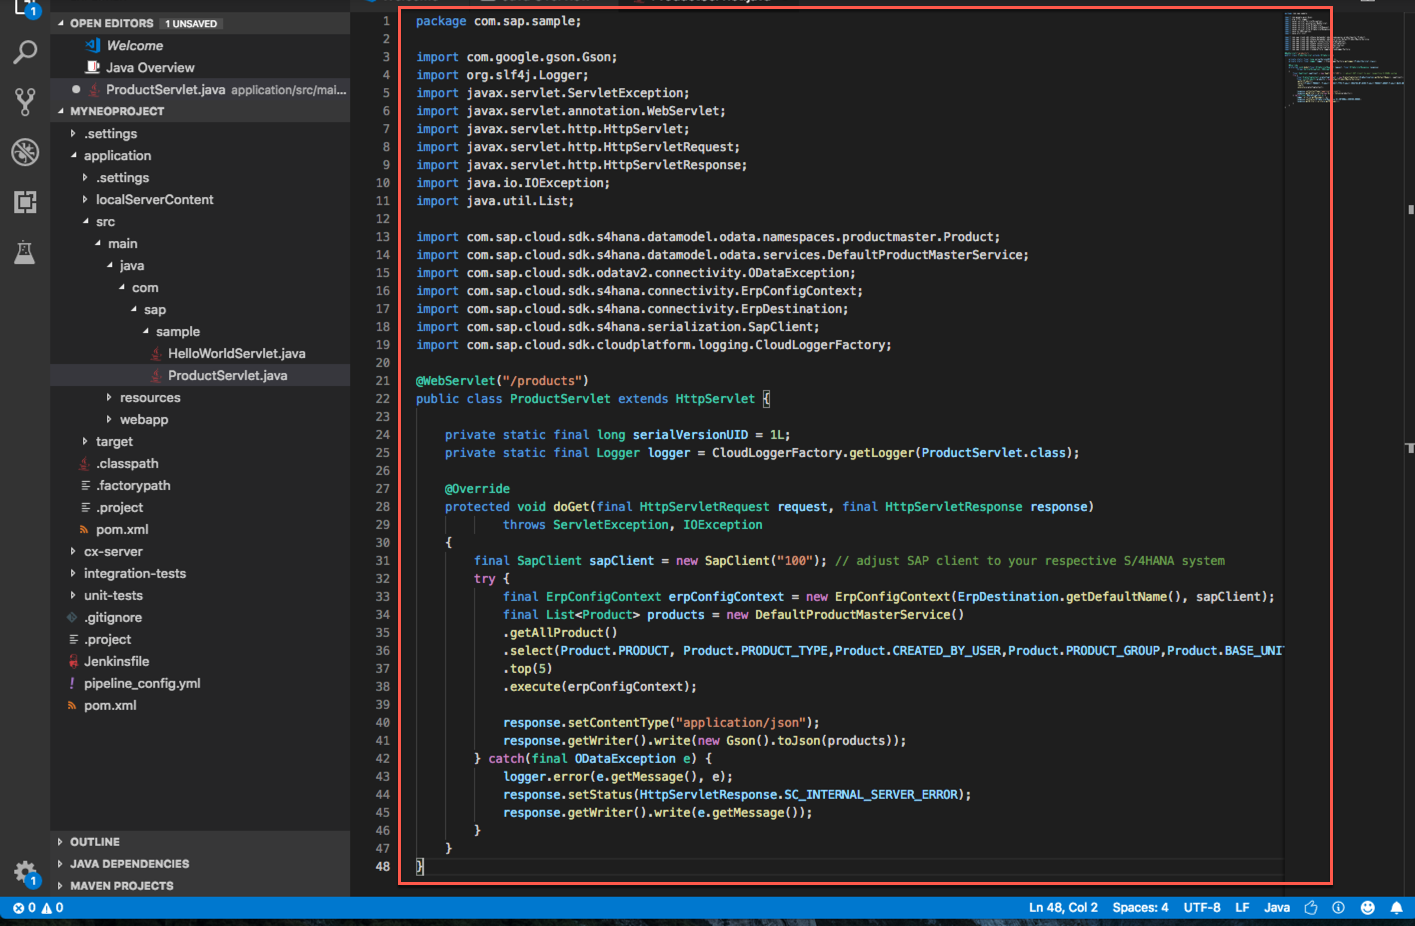 OPEN EDITORS 1 UNSAVED
Welcome
Java Overview
ProductServlet.java application/src/mai...
MYNEOPROJECT
.settings
application
.settings
localServerContent
src
main
java
com
sap
sample
HelloWorldServlet.java
ProductServlet.java
resources
webapp
target
.classpath
.factorypath
.project
pom.xml
cx-server
integration-tests
unit-tests
.gitignore
.project
Jenkinsfile
pipeline_config.yml
pom.xml
OUTLINE
JAVA DEPENDENCIES
MAVEN PROJECTS
1
1
1 package com.sap.sample;
2
3 import com.google.gson.Gson;
4 import org.slf4j.Logger;
5 import javax.servlet.ServletException;
6 import javax.servlet.annotation.WebServlet;
7 import javax.servlet.http.HttpServlet;
8 import javax.servlet.http.HttpServletRequest;
9 import javax.servlet.http.HttpServletResponse;
10 import java.io.IOException;
11 import java.util.List;
12
13 import com.sap.cloud.sdk.s4hana.datamodel.odata.namespaces.productmaster.Product;
14 import com.sap.cloud.sdk.s4hana.datamodel.odata.services.DefaultProductMasterService;
15 import com.sap.cloud.sdk.odatav2.connectivity.ODataException;
16 import com.sap.cloud.sdk.s4hana.connectivity.ErpConfigContext;
17 import com.sap.cloud.sdk.s4hana.connectivity.ErpDestination;
18 import com.sap.cloud.sdk.s4hana.serialization.SapClient;
19 import com.sap.cloud.sdk.cloudplatform.logging.CloudLoggerFactory;
20
21 @WebServlet("/products")
22 public class ProductServlet extends HttpServlet {
23
24 private static final long serialVersionUID = 1L;
25 private static final Logger logger = CloudLoggerFactory.getLogger(ProductServlet.class);
26
27 @Override
28 protected void doGet(final HttpServletRequest request, final HttpServletResponse response)
29 throws ServletException, IOException
30 {
31 final SapClient sapClient = new SapClient("100"); // adjust SAP client to your respective S/4HANA system
32 try {
33 final ErpConfigContext erpConfigContext = new ErpConfigContext(ErpDestination.getDefaultName(), sapClient);
34 final List<Product> products = new DefaultProductMasterService()
35 .getAllProduct()
36 .select(Product.PRODUCT, Product.PRODUCT_TYPE,Product.CREATED_BY_USER,Product.PRODUCT_GROUP,Product.BASE_UNI
37 .top(5)
38 .execute(erpConfigContext);
39
40 response.setContentType("application/json");
41 response.getWriter().write(new Gson().toJson(products));
42 } catch(final ODataException e) {
43 logger.error(e.getMessage(), e);
44 response.setStatus(HttpServletResponse.SC_INTERNAL_SERVER_ERROR);
45 response.getWriter().write(e.getMessage());
46 }
47 }
48 }
0 0 Ln 48, Col 2 Spaces: 4 UTF-8 LF Java